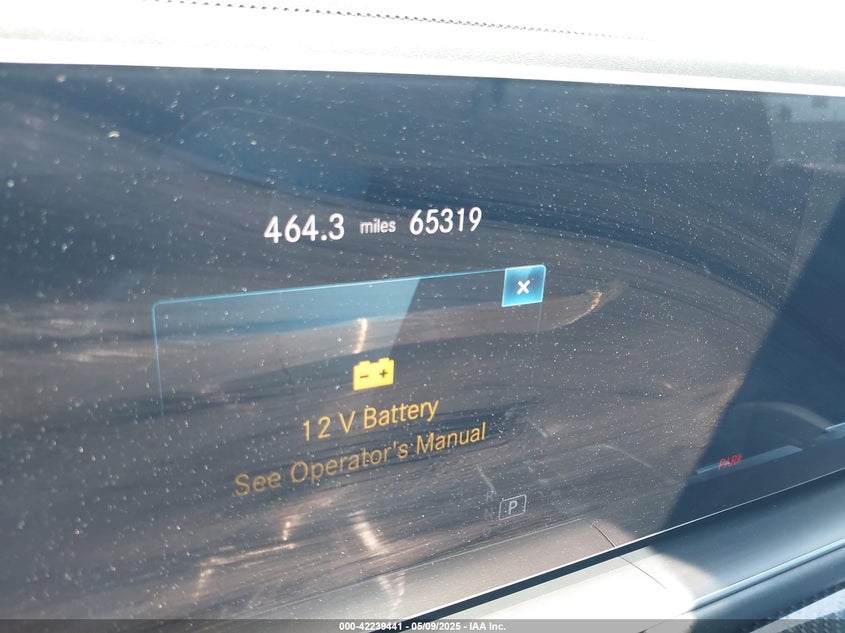 464.3 miles 65319
12 V Battery
See Operator's Manual
PARK
P
000-42239441 - 05/09/2025 - IAA Inc.